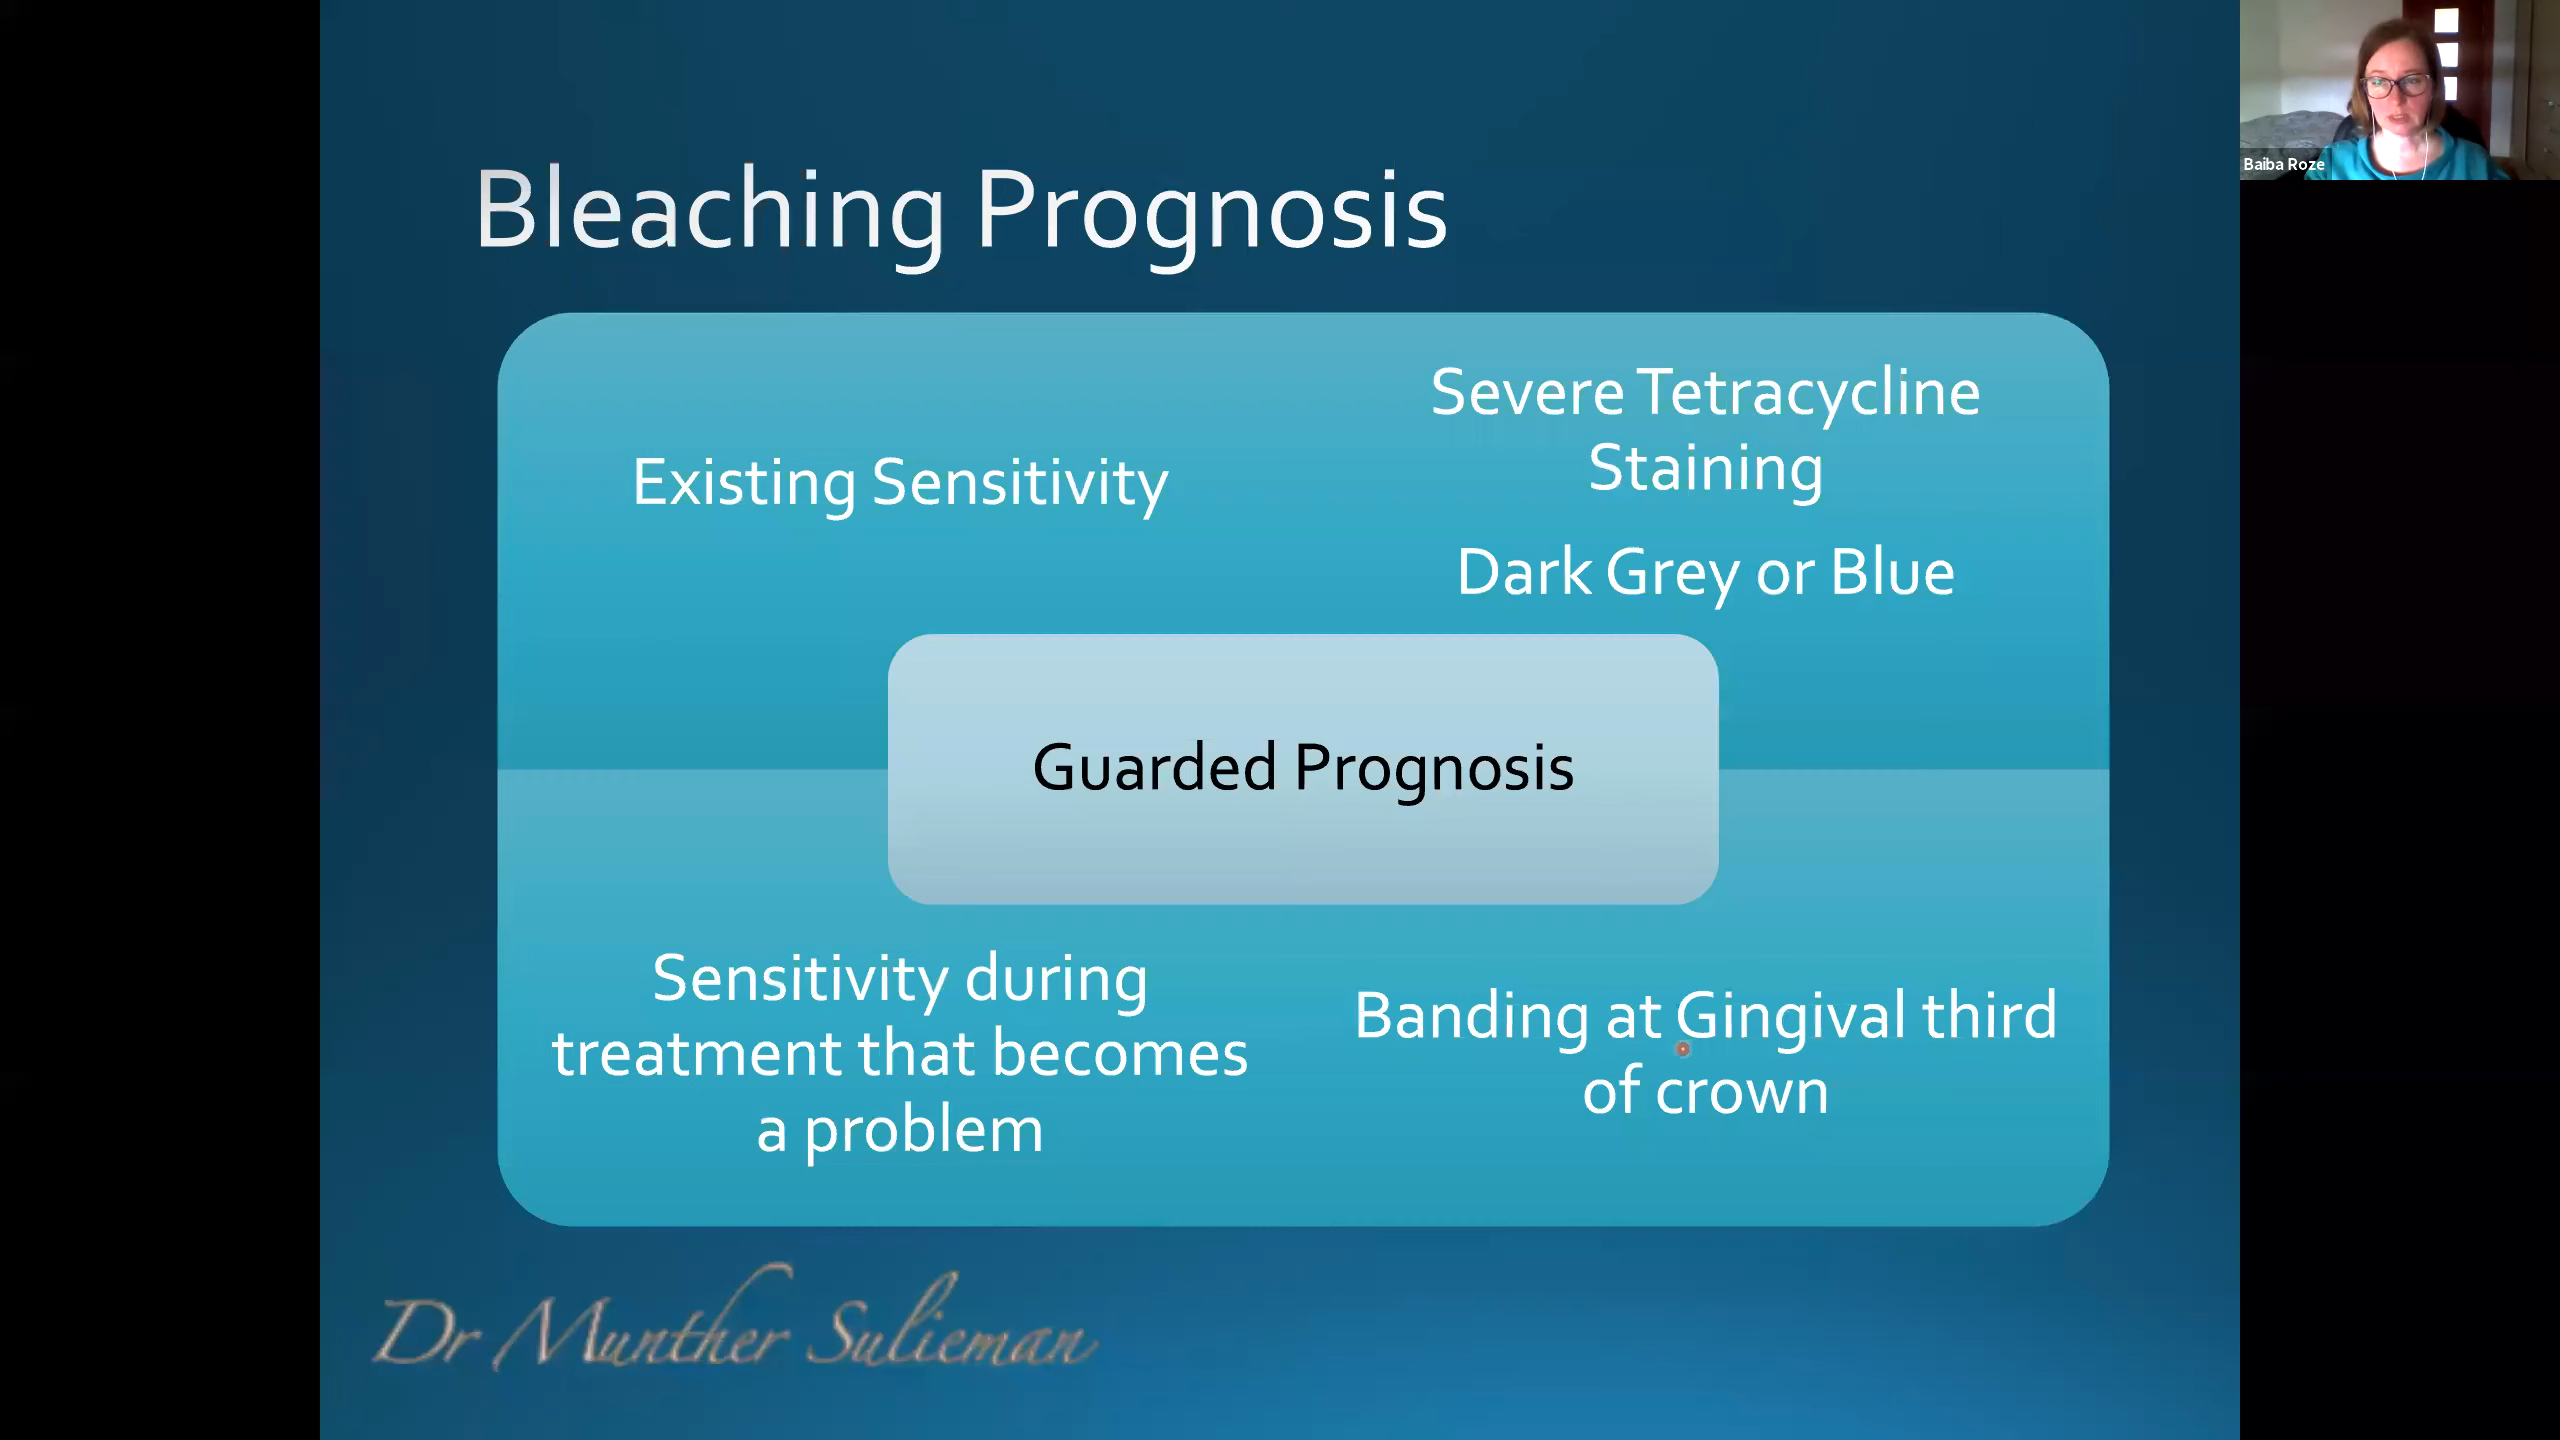 Bleaching Prognosis
Baiba Roze
Existing Sensitivity
Severe Tetracycline
Staining
Dark Grey or Blue
Guarded Prognosis
Sensitivity during
treatment that becomes
a problem
Banding at Gingival third
of crown
Dr Munther Sulieman